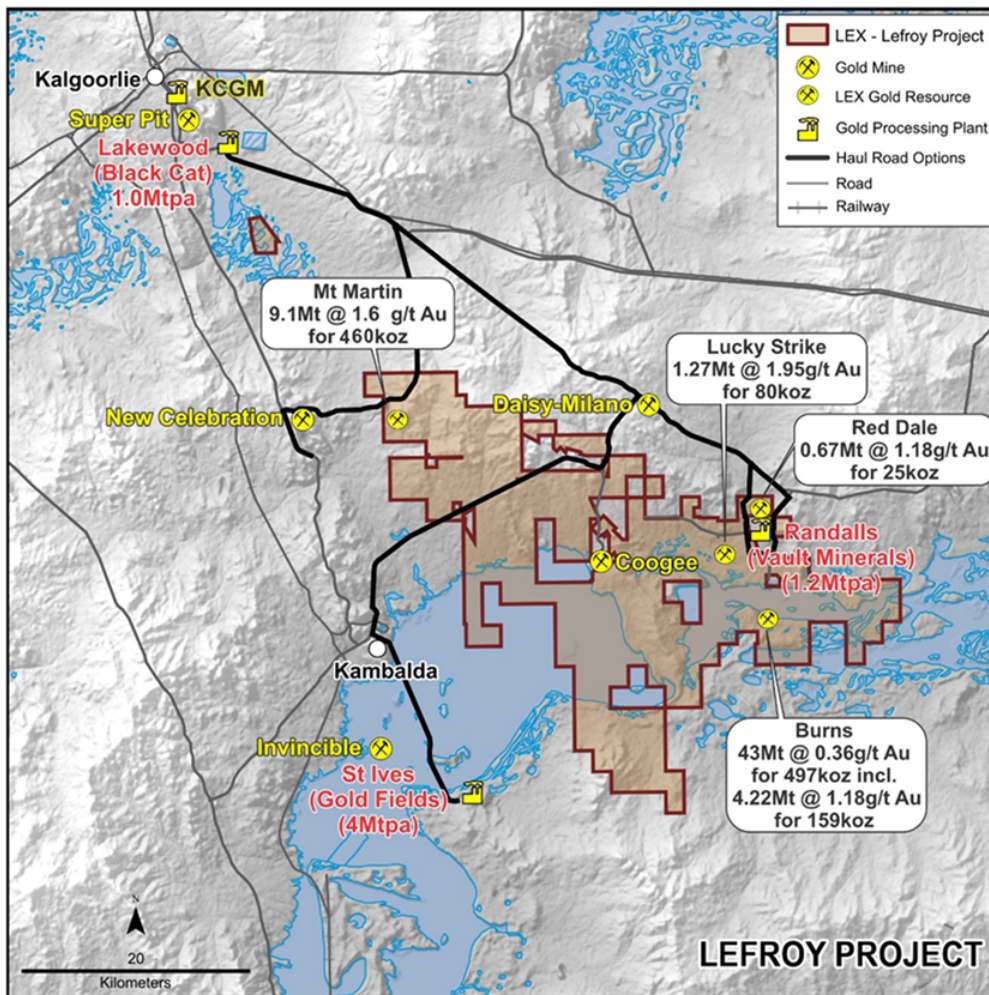 LEX - Lefroy Project
Gold Mine
LEX Gold Resource
Gold Processing Plant
Haul Road Options
Road
Railway
Kalgoorlie
KCGM
Super Pit
Lakewood
(Black Cat)
1.0Mtpa
Mt Martin
9.1Mt @ 1.6 g/t Au
for 460koz
Lucky Strike
1.27Mt @ 1.95g/t Au
for 80koz
New Celebration
Daisy-Milano
Red Dale
0.67Mt @ 1.18g/t Au
for 25koz
Randalls
(Vault Minerals)
(1.2Mtpa)
Coogee
Kambalda
Invincible
St Ives
(Gold Fields)
(4Mtpa)
Burns
43Mt @ 0.36g/t Au
for 497koz incl.
4.22Mt @ 1.18g/t Au
for 159koz
N
20
Kilometers
LEFROY PROJECT